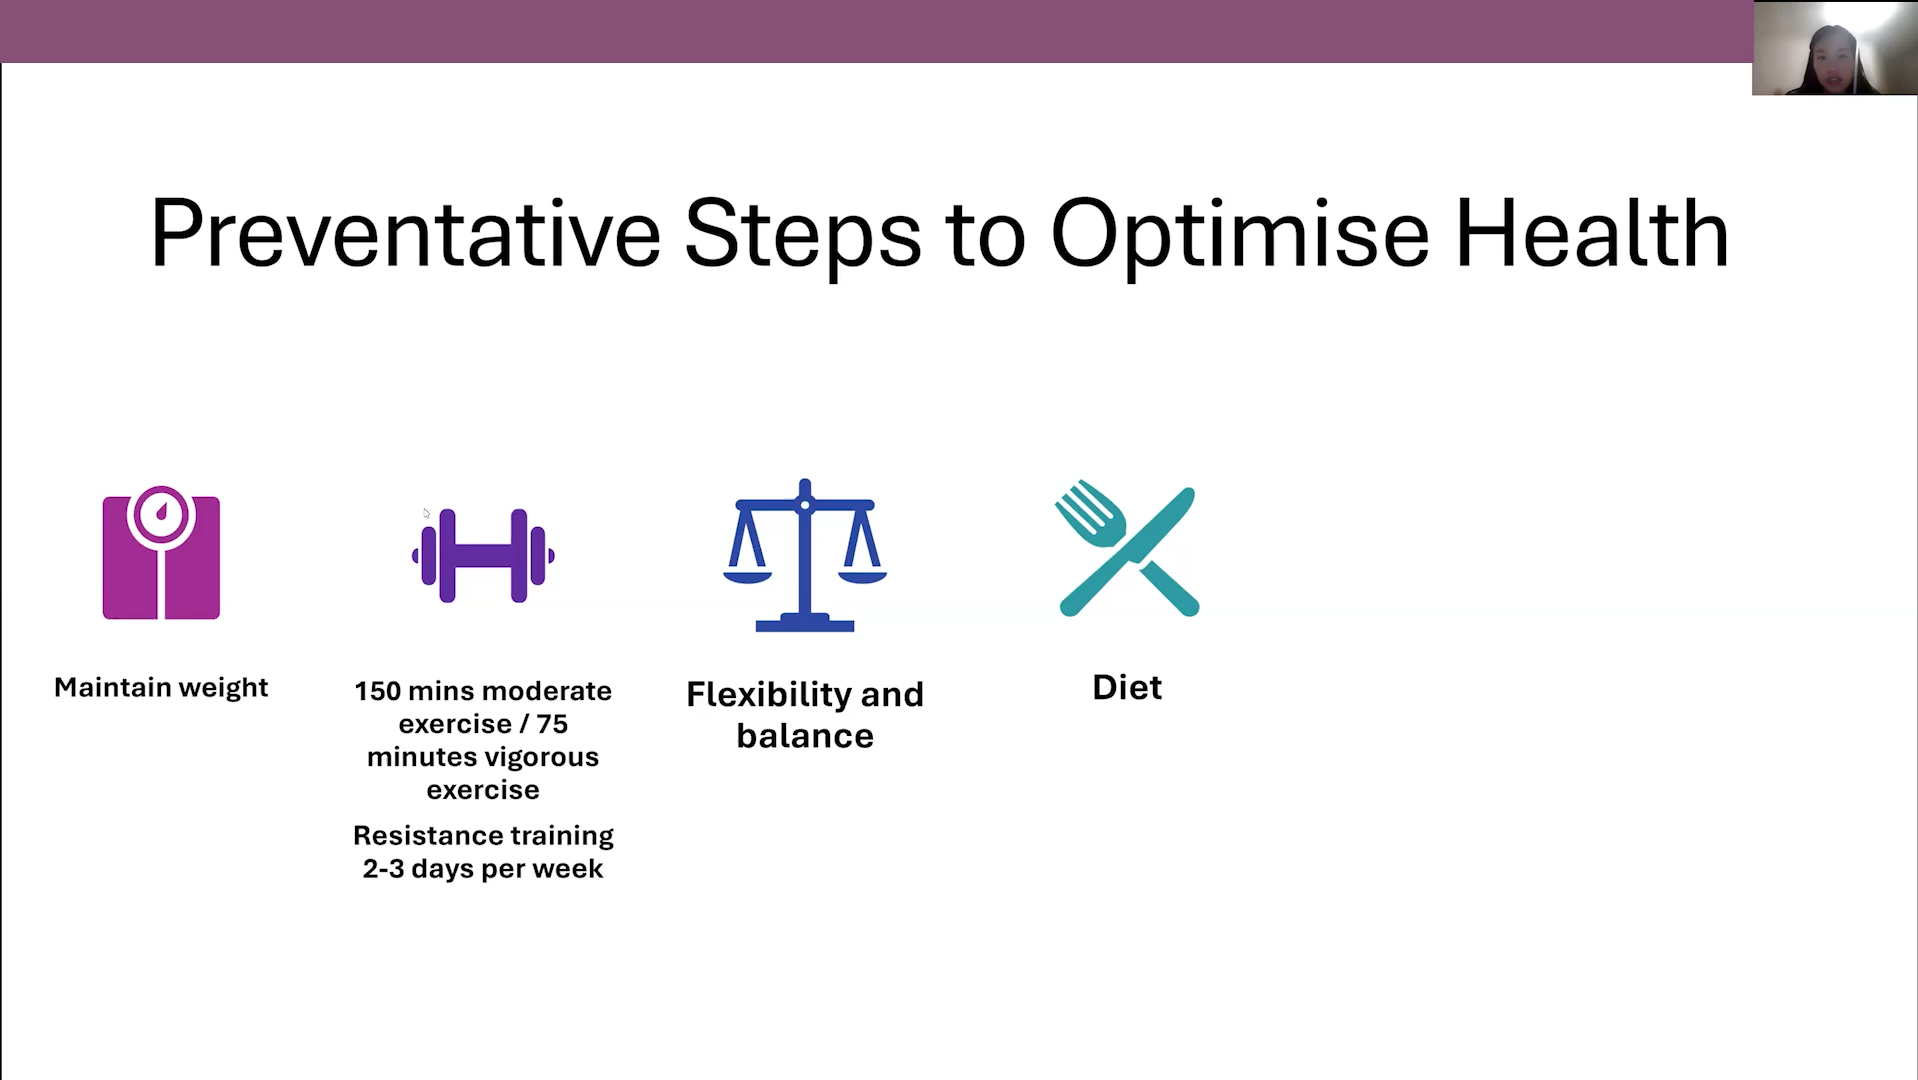 Preventative Steps to Optimise Health
Maintain weight
150 mins moderate
exercise / 75
minutes vigorous
exercise
Resistance training
2-3 days per week
Flexibility and
balance
Diet